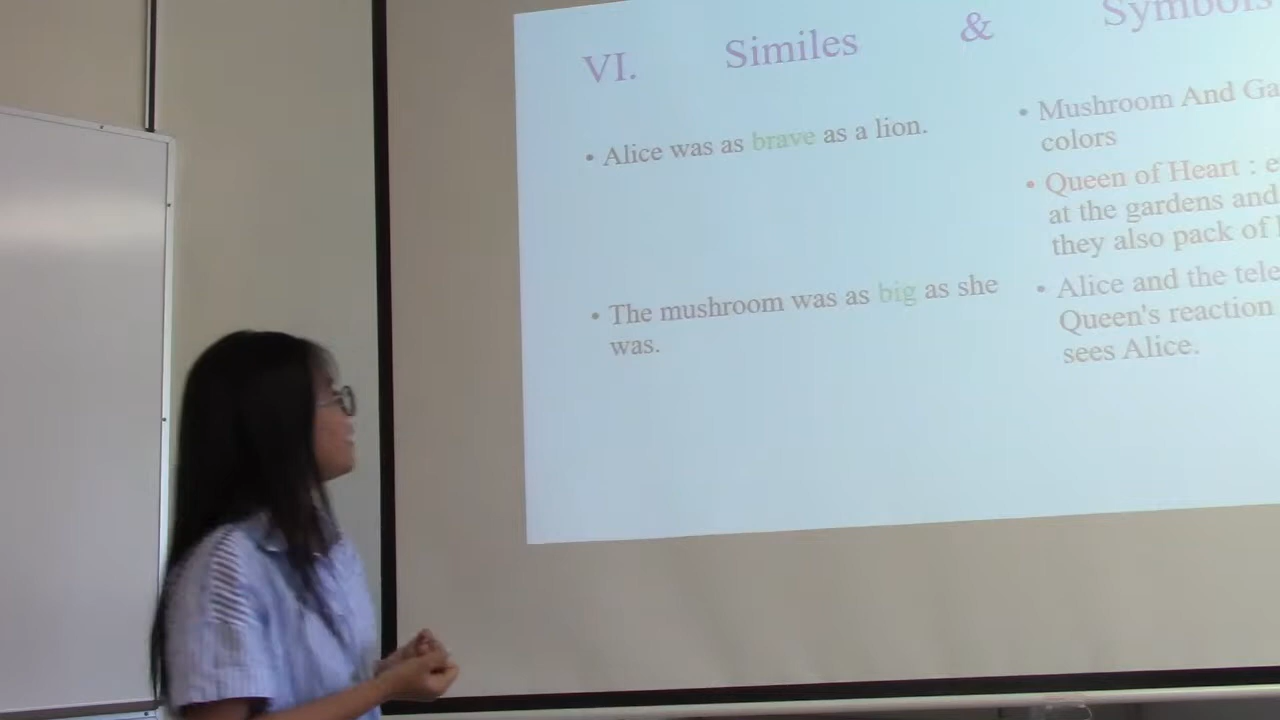 VI. Similes & Symbols
• Alice was as brave as a lion.
• The mushroom was as big as she
was.
• Mushroom And
colors
• Queen of Heart :
at the gardens and
they also pack of
• Alice and the
Queen's reaction
sees Alice.